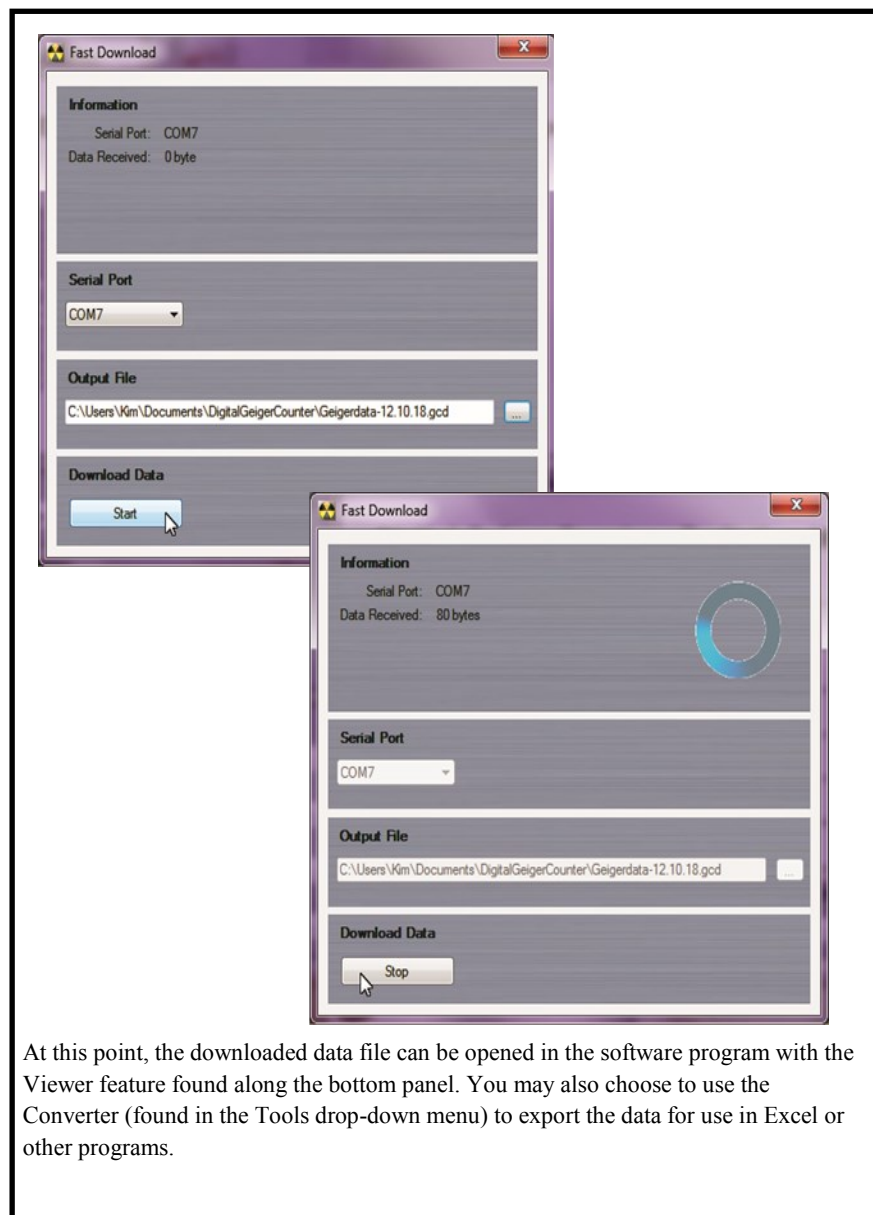 Fast Download
Information
Serial Port: COM7
Data Received: 0 byte
Serial Port
COM7
Output File
C:\Users\Kim\Documents\DigitalGeigerCounter\Geigerdata-12.10.18.gcd
...
Download Data
Start
Fast Download
Information
Serial Port: COM7
Data Received: 80 bytes
Serial Port
COM7
Output File
C:\Users\Kim\Documents\DigitalGeigerCounter\Geigerdata-12.10.18.gcd
...
Download Data
Stop
At this point, the downloaded data file can be opened in the software program with the
Viewer feature found along the bottom panel. You may also choose to use the
Converter (found in the Tools drop-down menu) to export the data for use in Excel or
other programs.